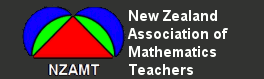 New Zealand
Association of
Mathematics
Teachers
NZAMT